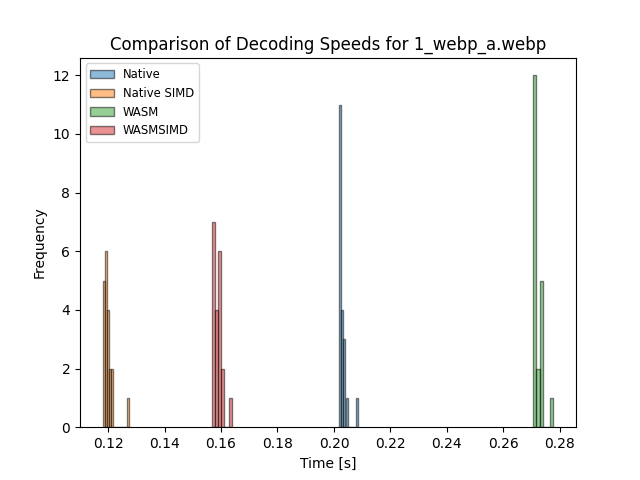 Comparison of Decoding Speeds for 1_webp_a.webp
Native
Native SIMD
WASM
WASMSIMD
Frequency
12
10
8
6
4
2
0
0.12 0.14 0.16 0.18 0.20 0.22 0.24 0.26 0.28
Time [s]